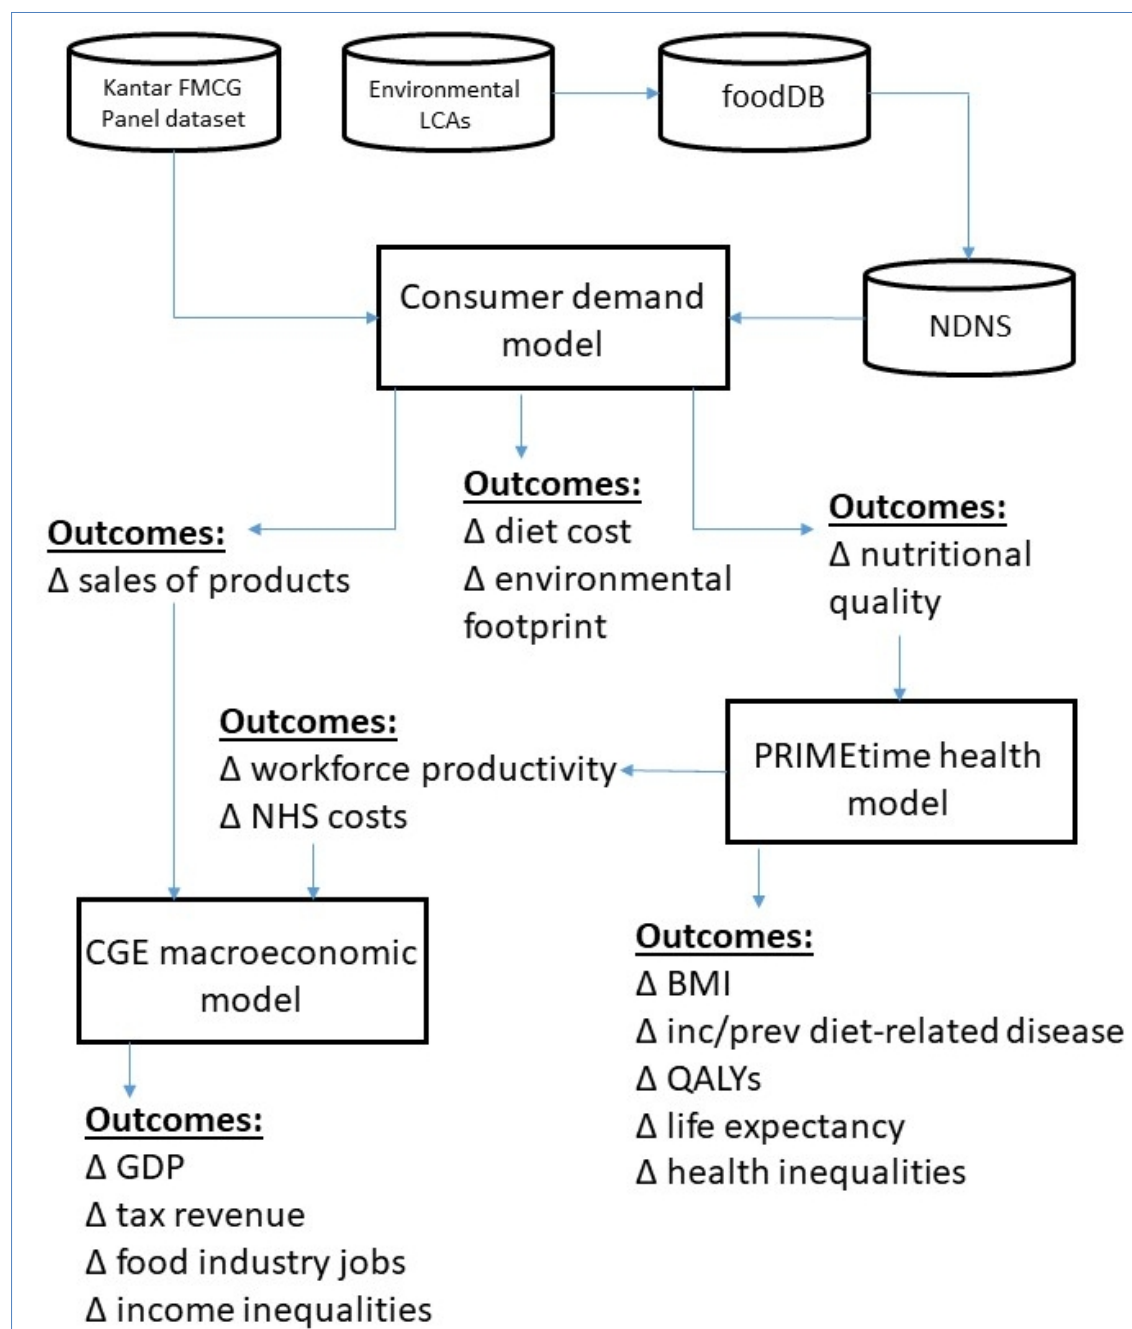 Kantar FMCG
Panel dataset
Environmental
LCAs
foodDB
Consumer demand
model
NDNS
Outcomes:
Δ sales of products
Outcomes:
Δ diet cost
Δ environmental
footprint
Outcomes:
Δ nutritional
quality
Outcomes:
Δ workforce productivity
Δ NHS costs
PRIMEtime health
model
CGE macroeconomic
model
Outcomes:
Δ BMI
Δ inc/prev diet-related disease
Δ QALYs
Δ life expectancy
Δ health inequalities
Outcomes:
Δ GDP
Δ tax revenue
Δ food industry jobs
Δ income inequalities